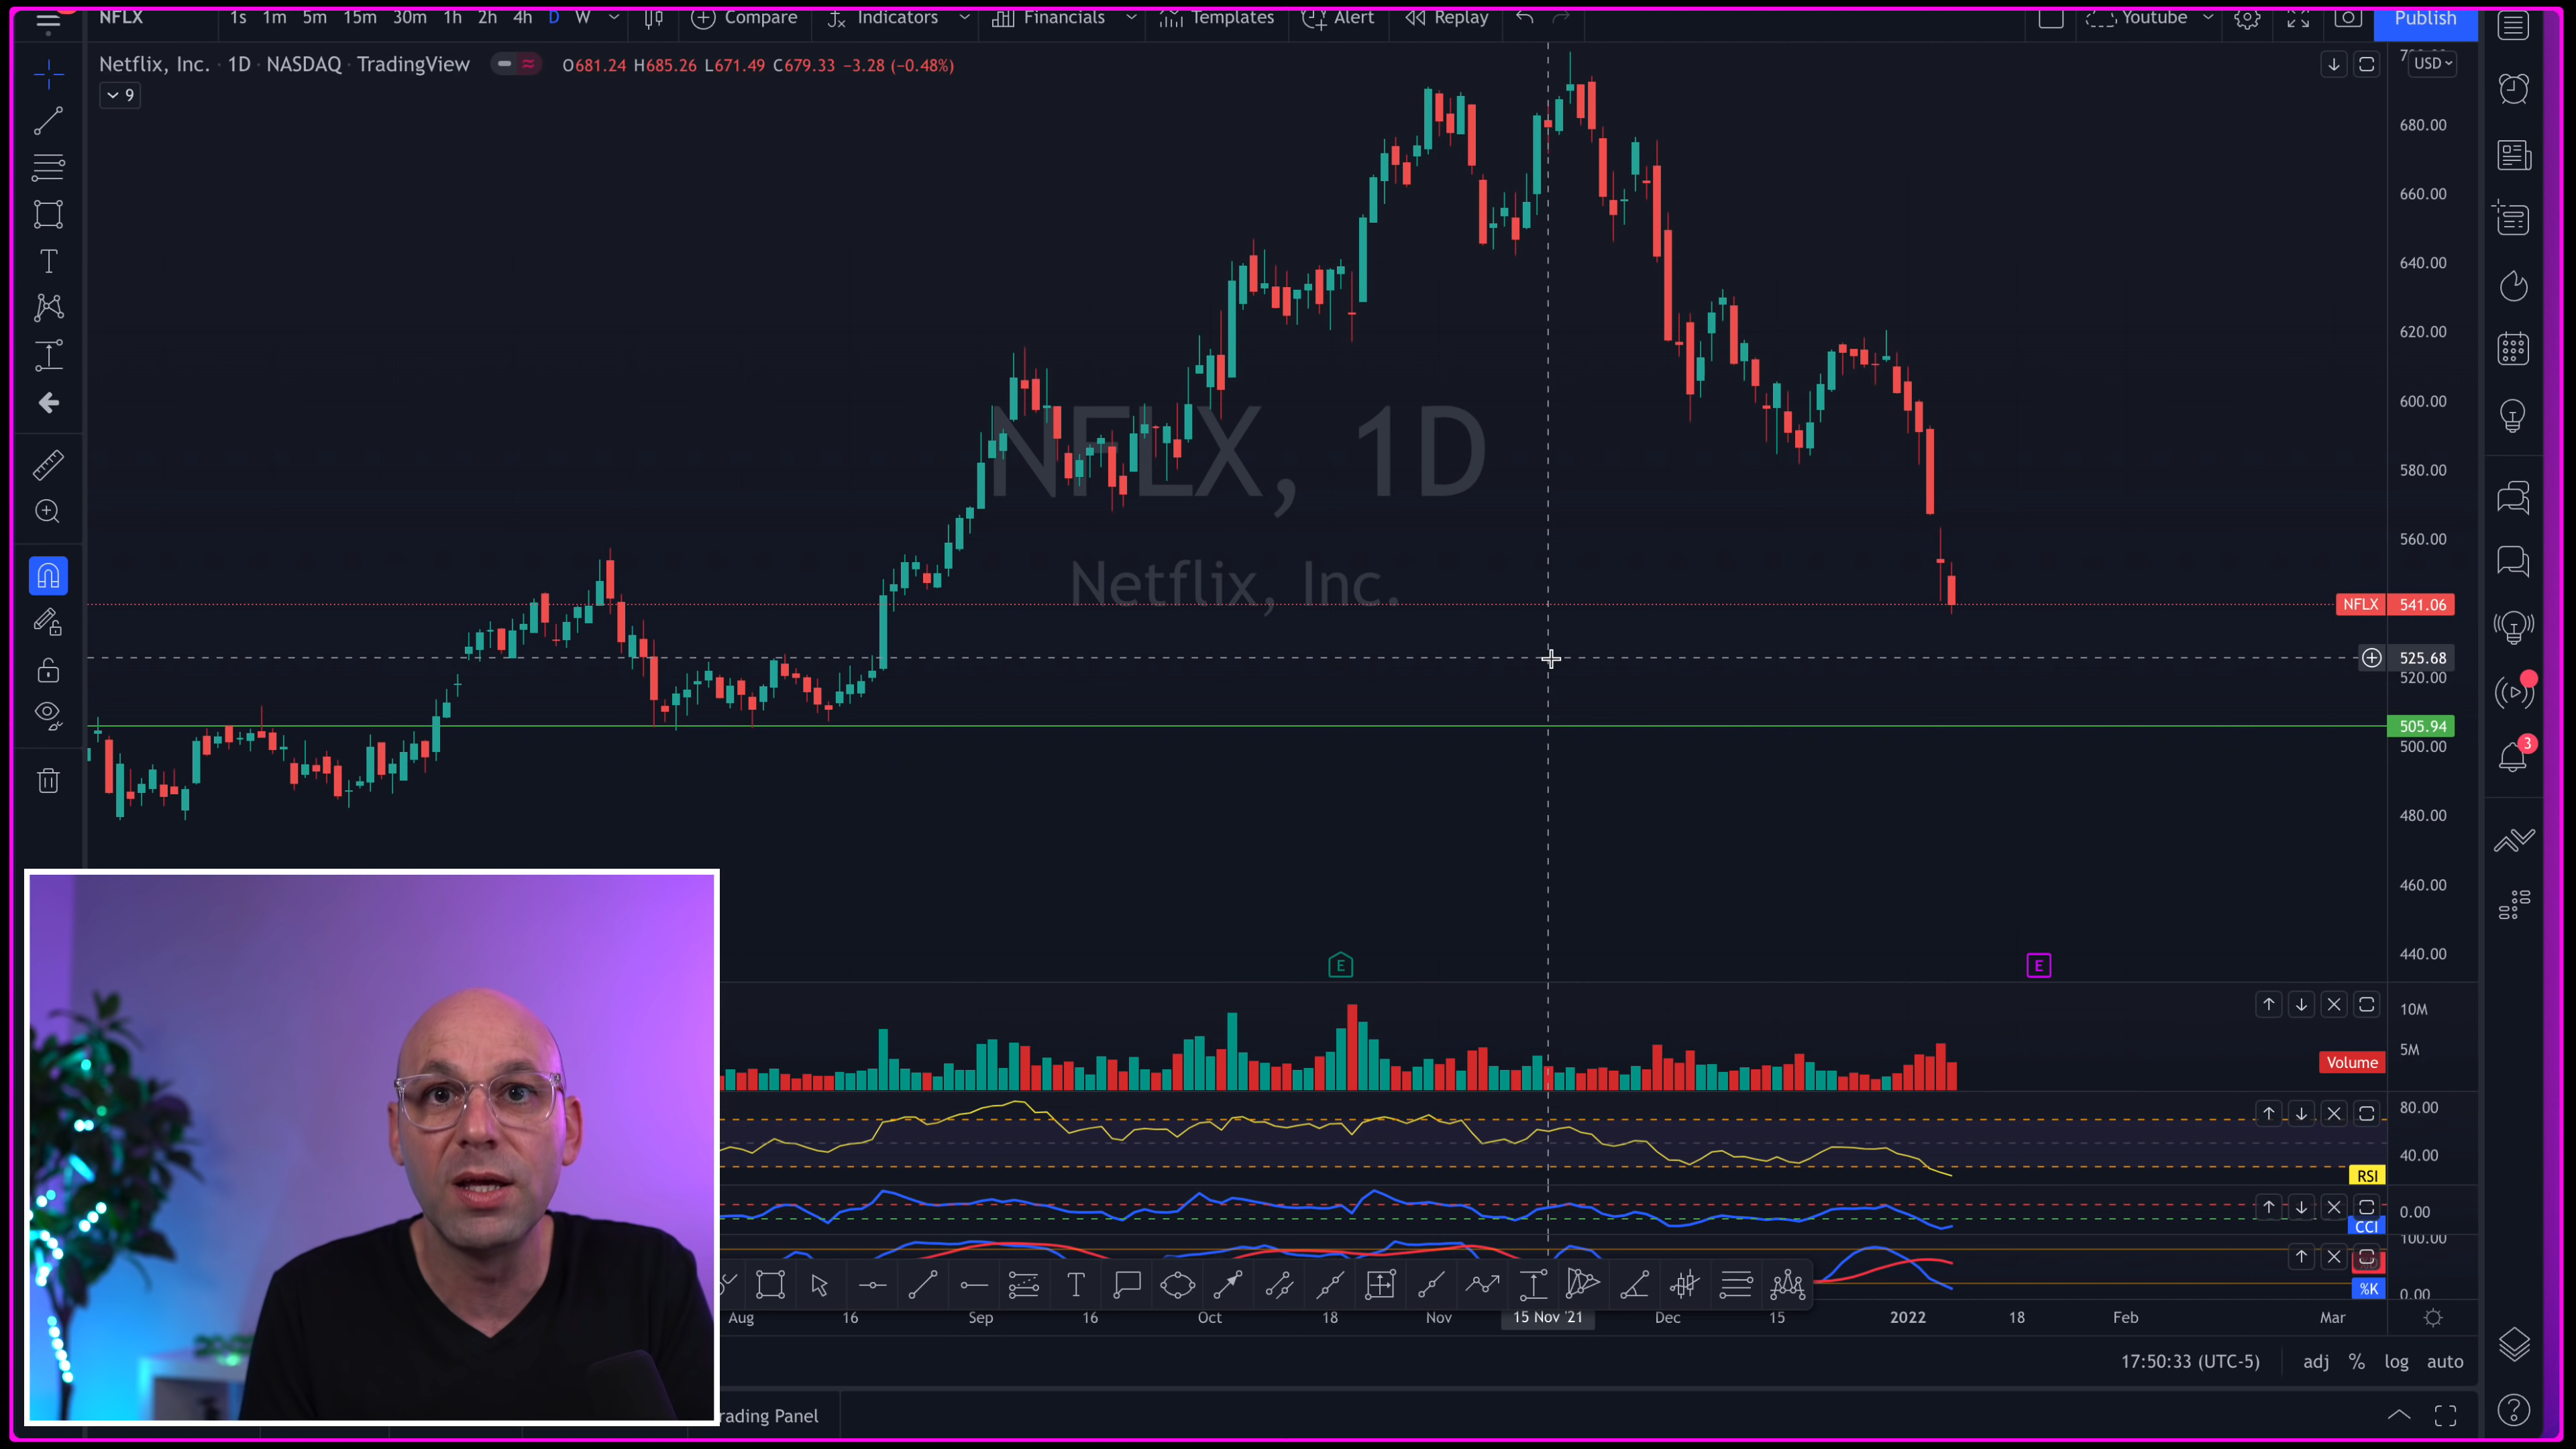 NFLX 1s 1m 5m 15m 30m 1h 2h 4h D W Compare Indicators Financials Templates Alert Replay Youtube Publish
Netflix, Inc. · 1D · NASDAQ · TradingView O681.24 H685.26 L671.49 C679.33 −3.28 (−0.48%)
USD
9
680.00
660.00
640.00
620.00
600.00
580.00
560.00
NFLX, 1D
Netflix, Inc.
NFLX 541.06
525.68
520.00
505.94
500.00
480.00
460.00
440.00
E E
3
10M
5M
Volume
80.00
40.00
RSI
0.00
CCI
100.00
%K
0.00
Aug 16 Sep 16 Oct 18 Nov 15 Nov '21 Dec 15 2022 18 Feb Mar
17:50:33 (UTC-5) adj % log auto
rading Panel